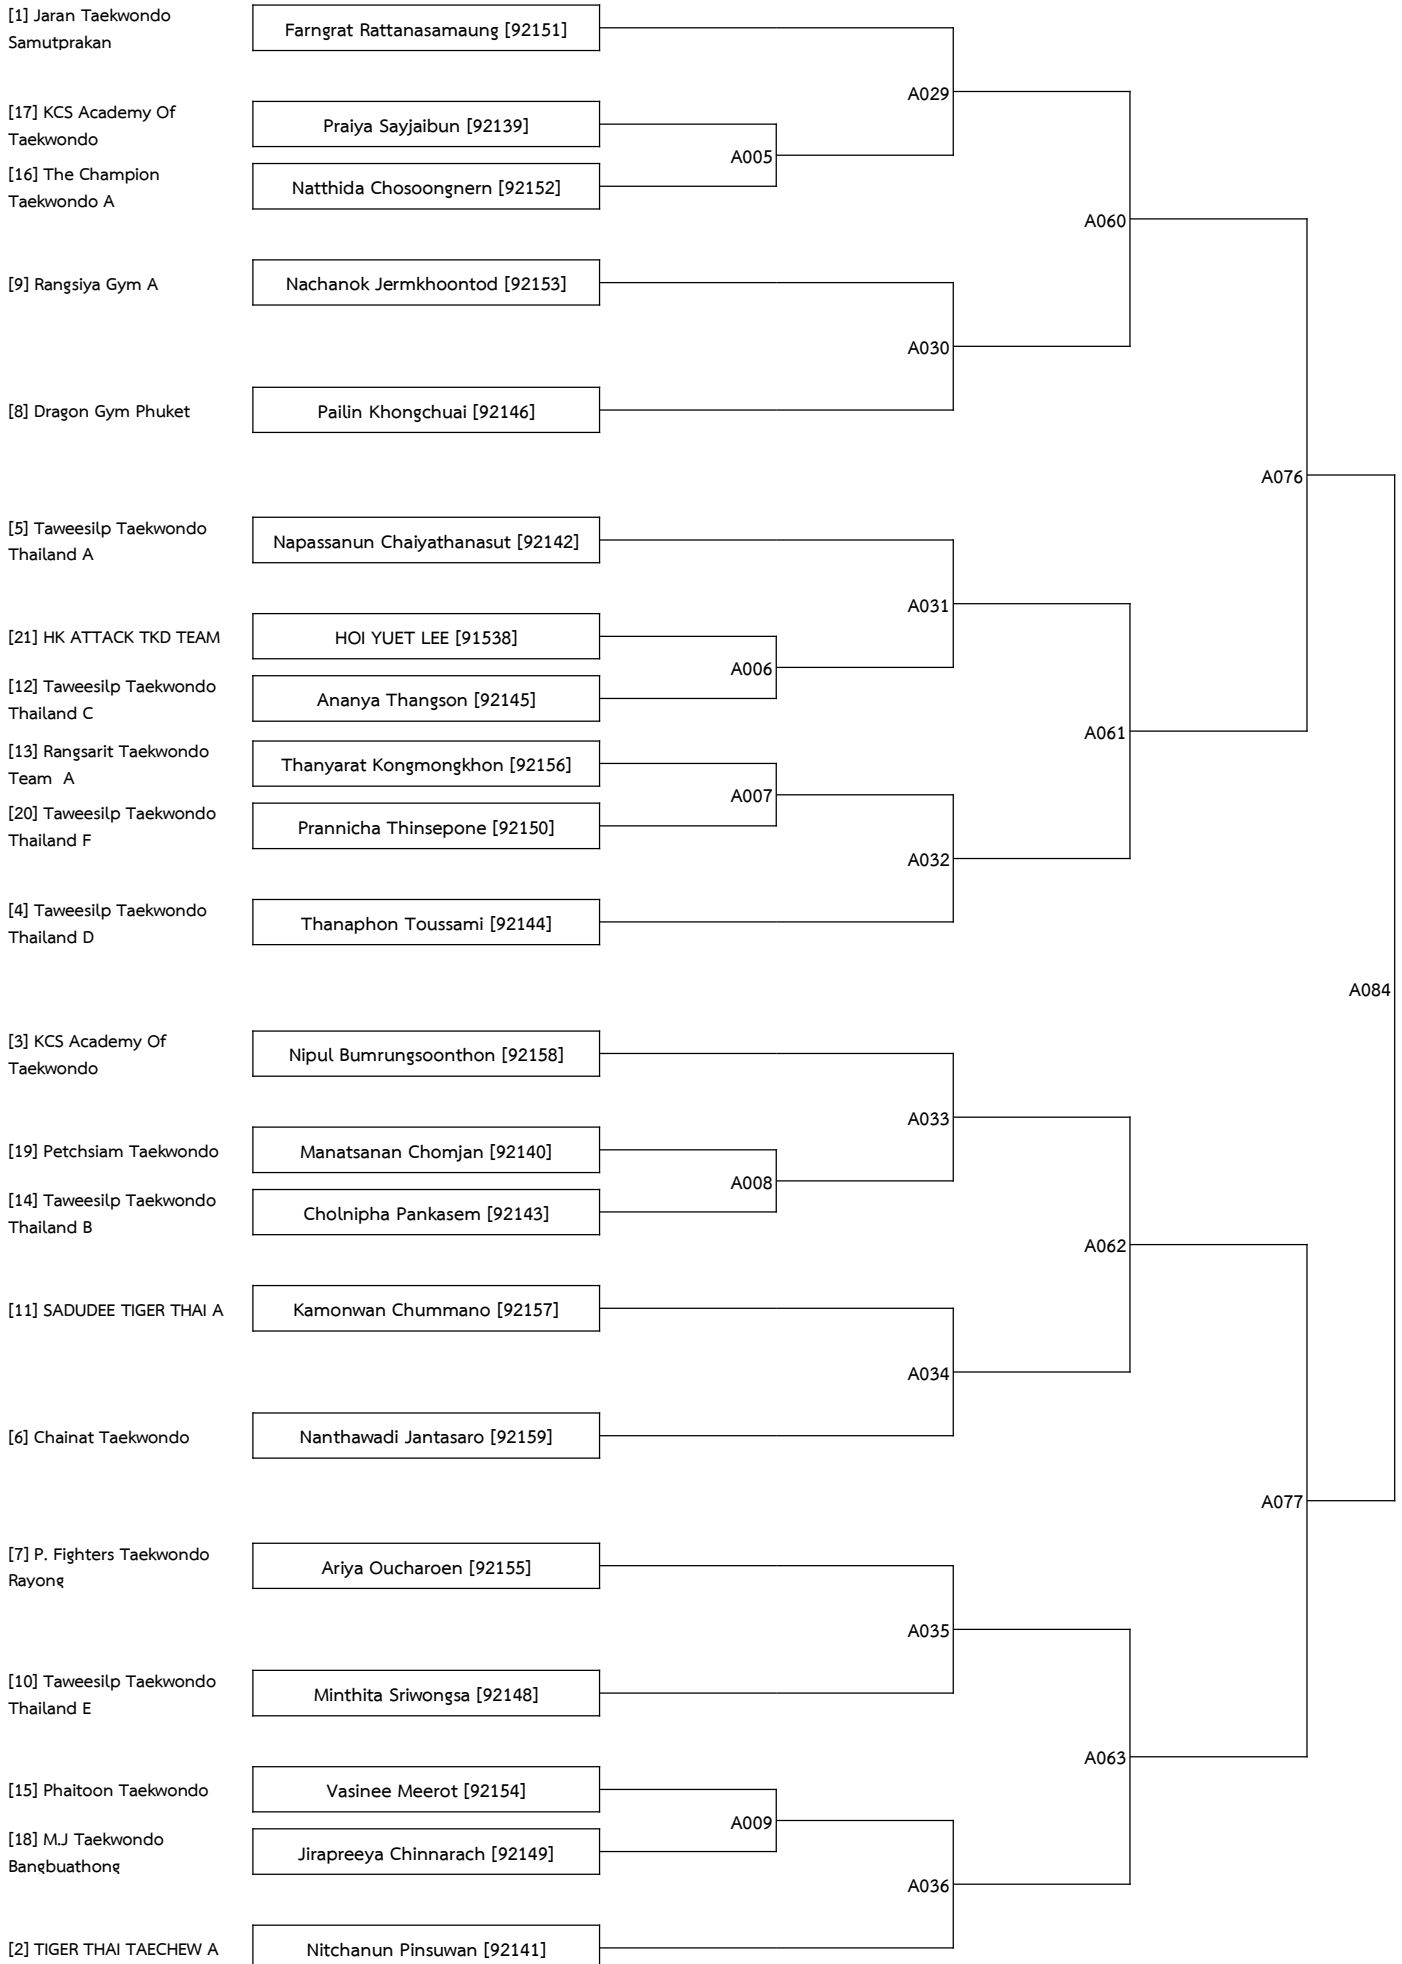 [1] Jaran Taekwondo
Samutprakan
Farngrat Rattanasamaung [92151]
A029
[17] KCS Academy Of
Taekwondo
Praiya Sayjaibun [92139]
A005
[16] The Champion
Taekwondo A
Natthida Chosoongnern [92152]
A060
[9] Rangsiya Gym A
Nachanok Jermkhoontod [92153]
A030
[8] Dragon Gym Phuket
Pailin Khongchuai [92146]
A076
[5] Taweesilp Taekwondo
Thailand A
Napassanun Chaiyathanasut [92142]
A031
[21] HK ATTACK TKD TEAM
HOI YUET LEE [91538]
A006
[12] Taweesilp Taekwondo
Thailand C
Ananya Thangson [92145]
A061
[13] Rangsarit Taekwondo
Team  A
Thanyarat Kongmongkhon [92156]
A007
[20] Taweesilp Taekwondo
Thailand F
Prannicha Thinsepone [92150]
A032
[4] Taweesilp Taekwondo
Thailand D
Thanaphon Toussami [92144]
A084
[3] KCS Academy Of
Taekwondo
Nipul Bumrungsoonthon [92158]
A033
[19] Petchsiam Taekwondo
Manatsanan Chomjan [92140]
A008
[14] Taweesilp Taekwondo
Thailand B
Cholnipha Pankasem [92143]
A062
[11] SADUDEE TIGER THAI A
Kamonwan Chummano [92157]
A034
[6] Chainat Taekwondo
Nanthawadi Jantasaro [92159]
A077
[7] P. Fighters Taekwondo
Rayong
Ariya Oucharoen [92155]
A035
[10] Taweesilp Taekwondo
Thailand E
Minthita Sriwongsa [92148]
A063
[15] Phaitoon Taekwondo
Vasinee Meerot [92154]
A009
[18] M.J Taekwondo
Bangbuathong
Jirapreeya Chinnarach [92149]
A036
[2] TIGER THAI TAECHEW A
Nitchanun Pinsuwan [92141]